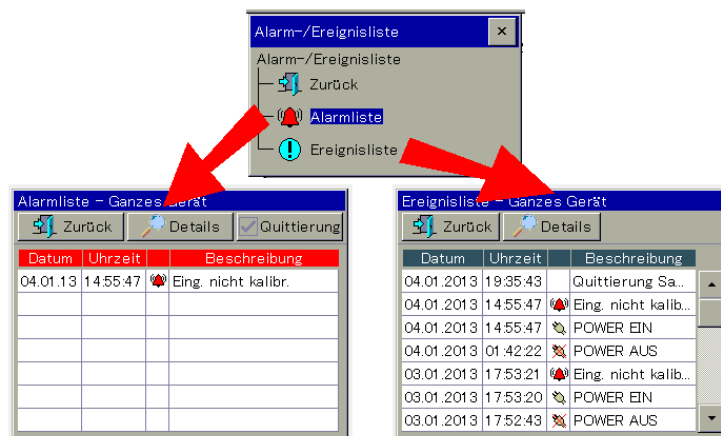 Alarm-/Ereignisliste
Alarm-/Ereignisliste
Zurück
Alarmliste
Ereignisliste
Alarmliste - Ganzes Gerät
Zurück Details Quittierung
Datum Uhrzeit Beschreibung
04.01.13 14:55:47 Eing. nicht kalibr.
Ereignisliste - Ganzes Gerät
Zurück Details
Datum Uhrzeit Beschreibung
04.01.2013 19:35:43 Quittierung Sa...
04.01.2013 14:55:47 Eing. nicht kalib...
04.01.2013 14:55:47 POWER EIN
04.01.2013 01:42:22 POWER AUS
03.01.2013 17:53:21 Eing. nicht kalib...
03.01.2013 17:53:20 POWER EIN
03.01.2013 17:52:43 POWER AUS